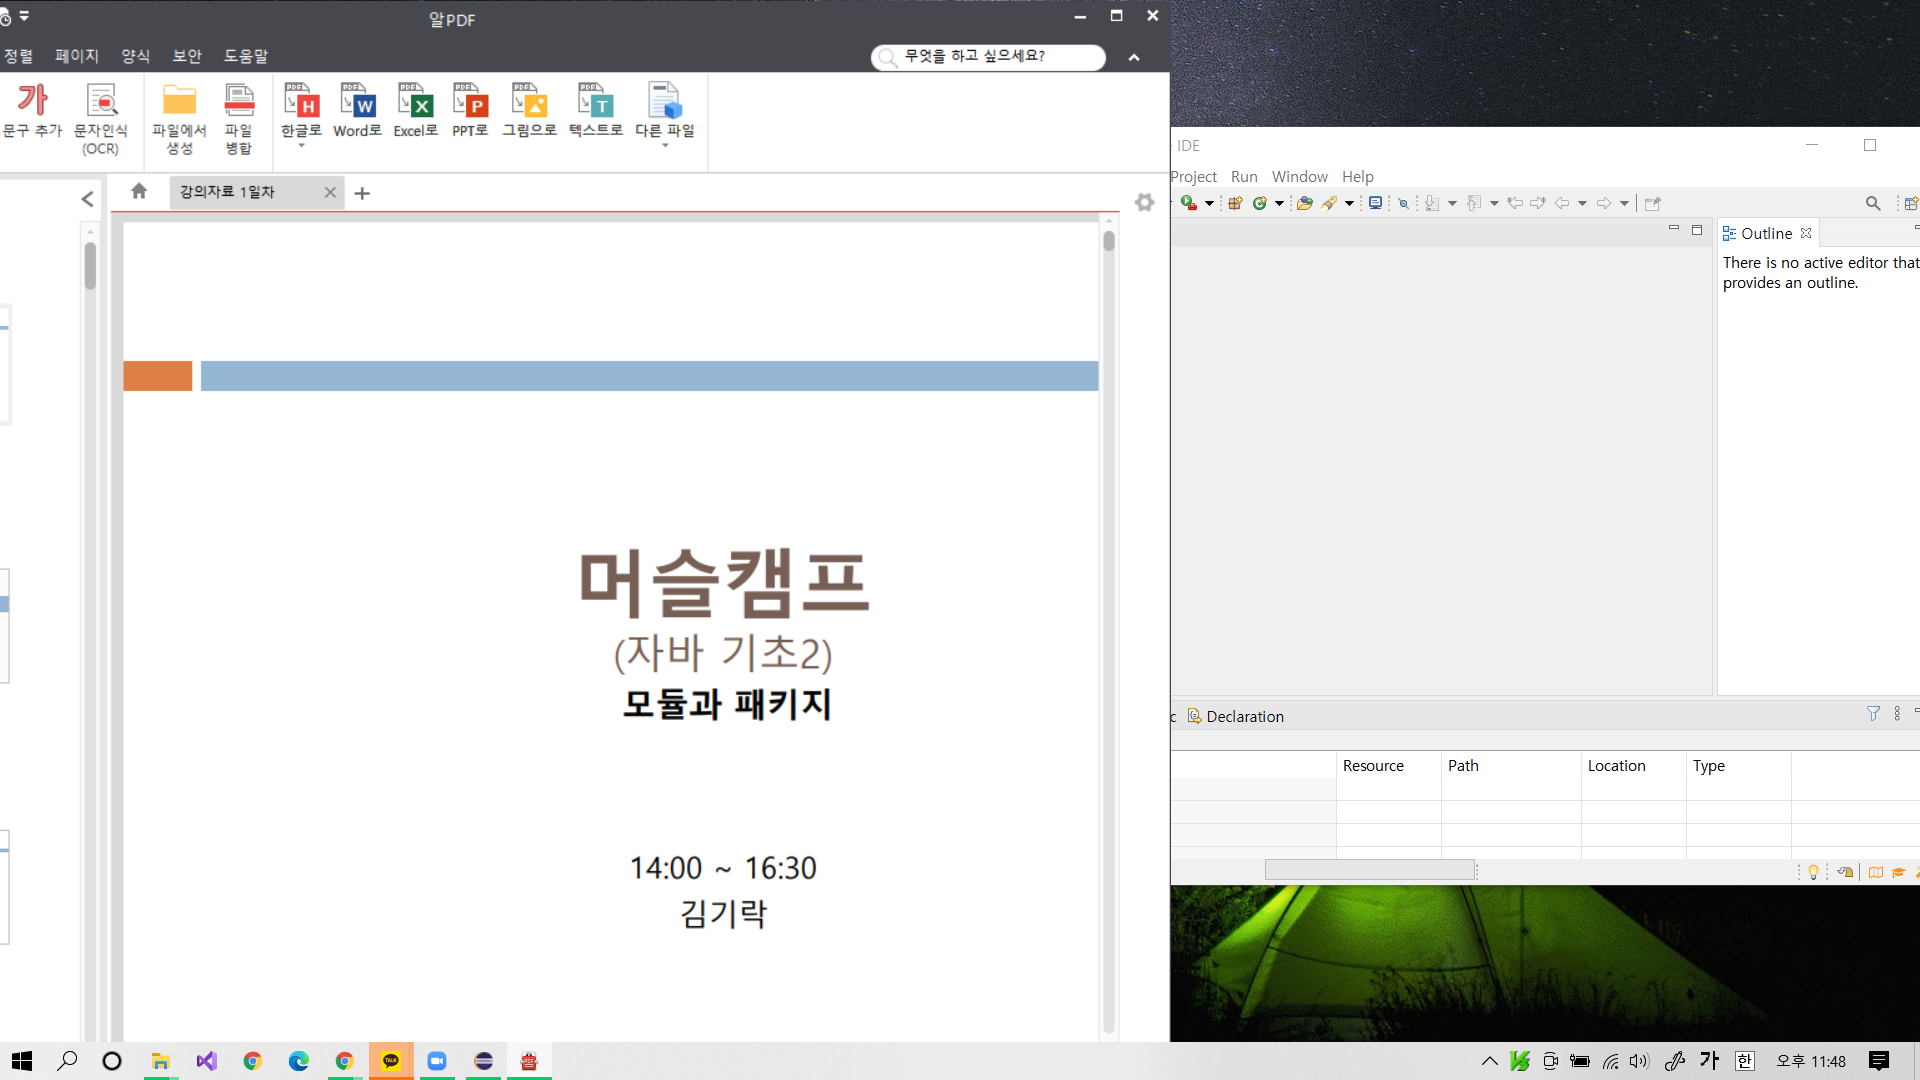 알PDF
정렬 페이지 양식 보안 도움말
무엇을 하고 싶으세요?
문구 추가
문자인식
(OCR)
파일에서
생성
파일
병합
한글로
Word로
Excel로
PPT로
그림으로
텍스트로
다른 파일
강의자료 1일차
머슬캠프
(자바 기초2)
모듈과 패키지
14:00 ~ 16:30
김기락
IDE
Project Run Window Help
Outline
There is no active editor that
provides an outline.
c Declaration
Resource Path Location Type
TALK
가 한 오후 11:48